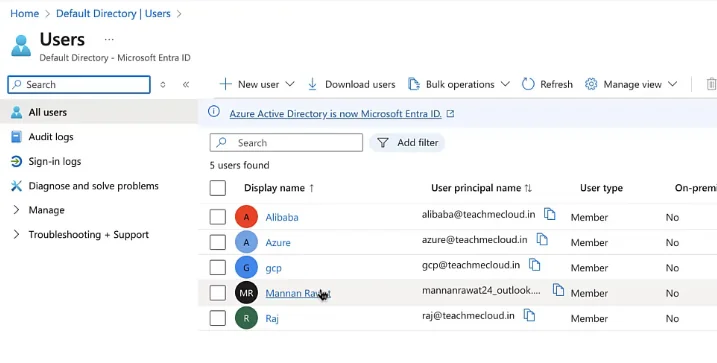 Home > Default Directory | Users >
Users ...
Default Directory - Microsoft Entra ID
Search
New user Download users Bulk operations Refresh Manage view
All users
Audit logs
Sign-in logs
Diagnose and solve problems
Manage
Troubleshooting + Support
Azure Active Directory is now Microsoft Entra ID.
Search Add filter
5 users found
Display name ↑ User principal name ↑↓ User type On-premi
A Alibaba alibaba@teachmecloud.in Member No
A Azure azure@teachmecloud.in Member No
G gcp gcp@teachmecloud.in Member No
MR Mannan Rawat mannanrawat24_outlook.... Member No
R Raj raj@teachmecloud.in Member No